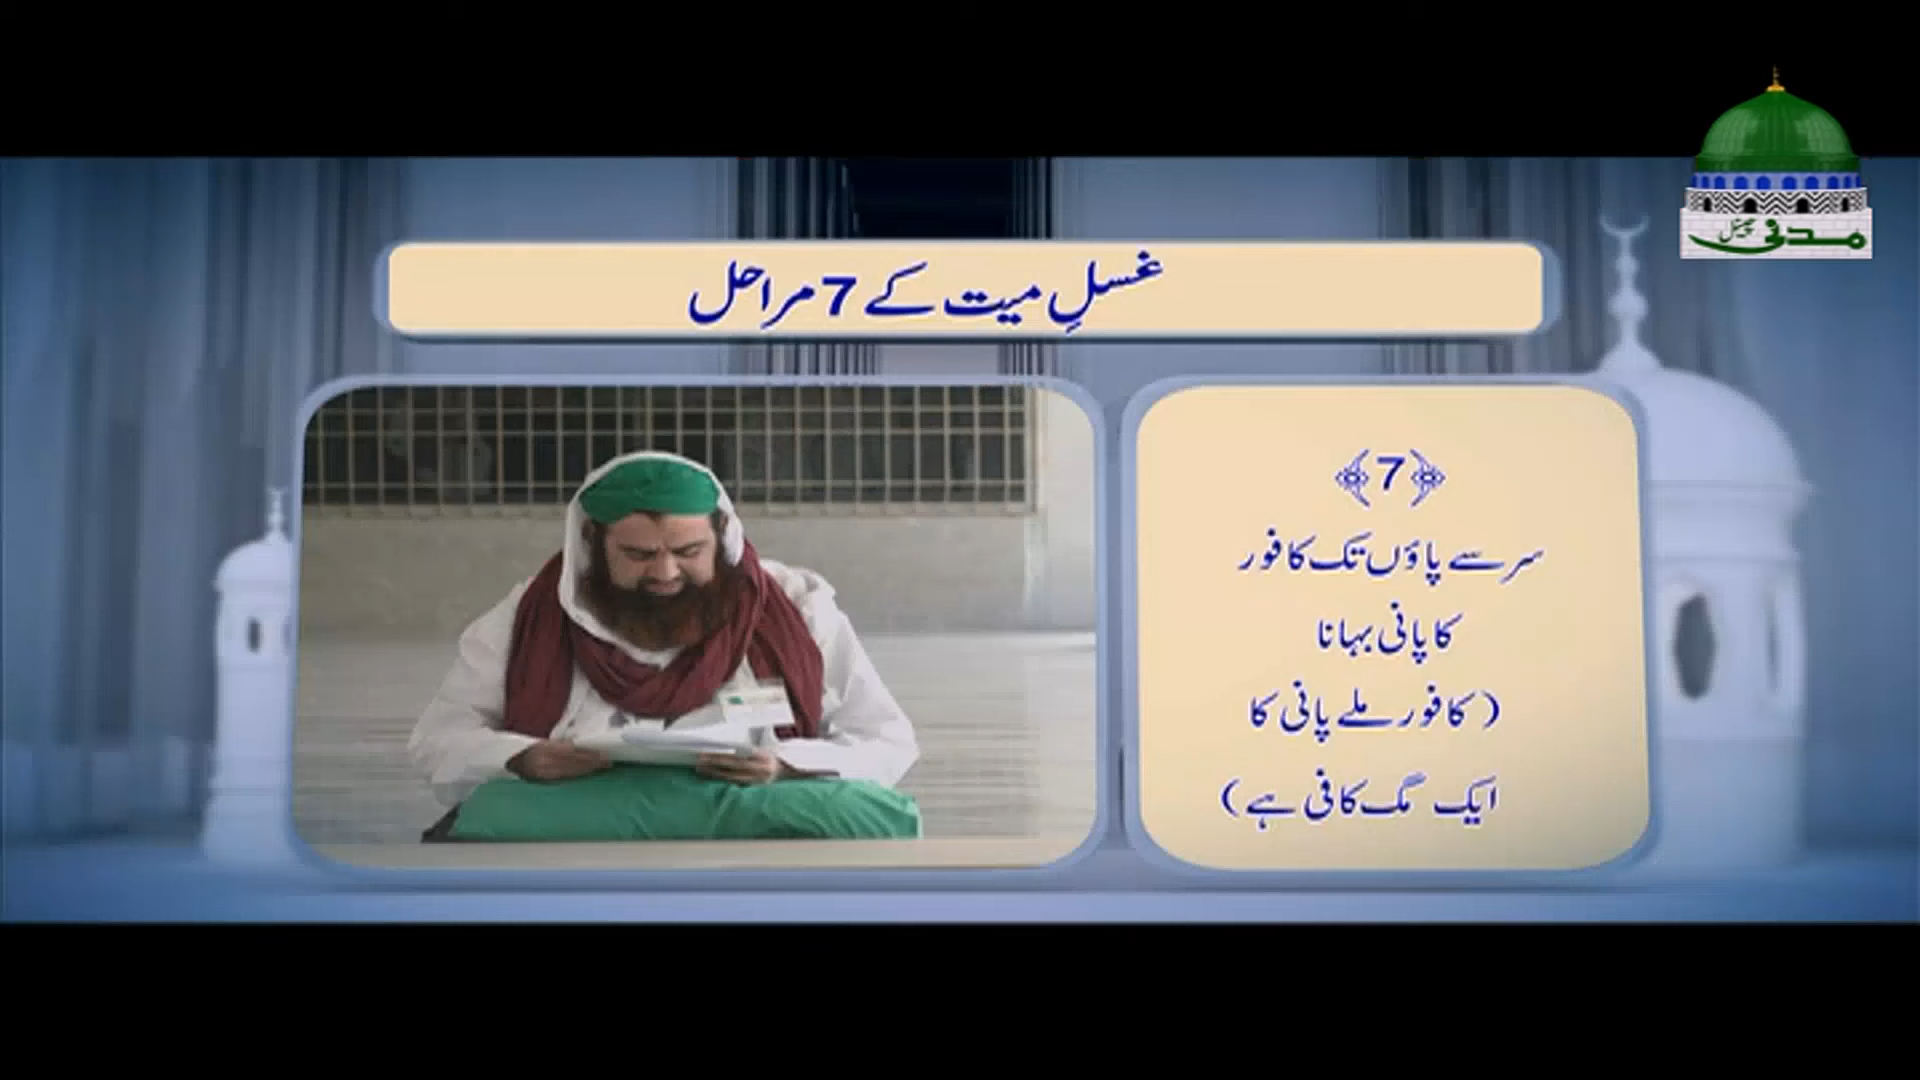 مدنی چینل
غسلِ میت کے 7 مراحل
﴿7﴾
سر سے پاؤں تک کافور
کا پانی بہانا
( کافور ملے پانی کا
ایک مگ کافی ہے )